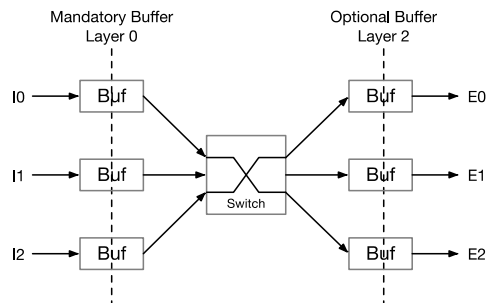 Mandatory Buffer
Layer 0
Optional Buffer
Layer 2
I0 Buf Buf E0
I1 Buf Switch Buf E1
I2 Buf Buf E2